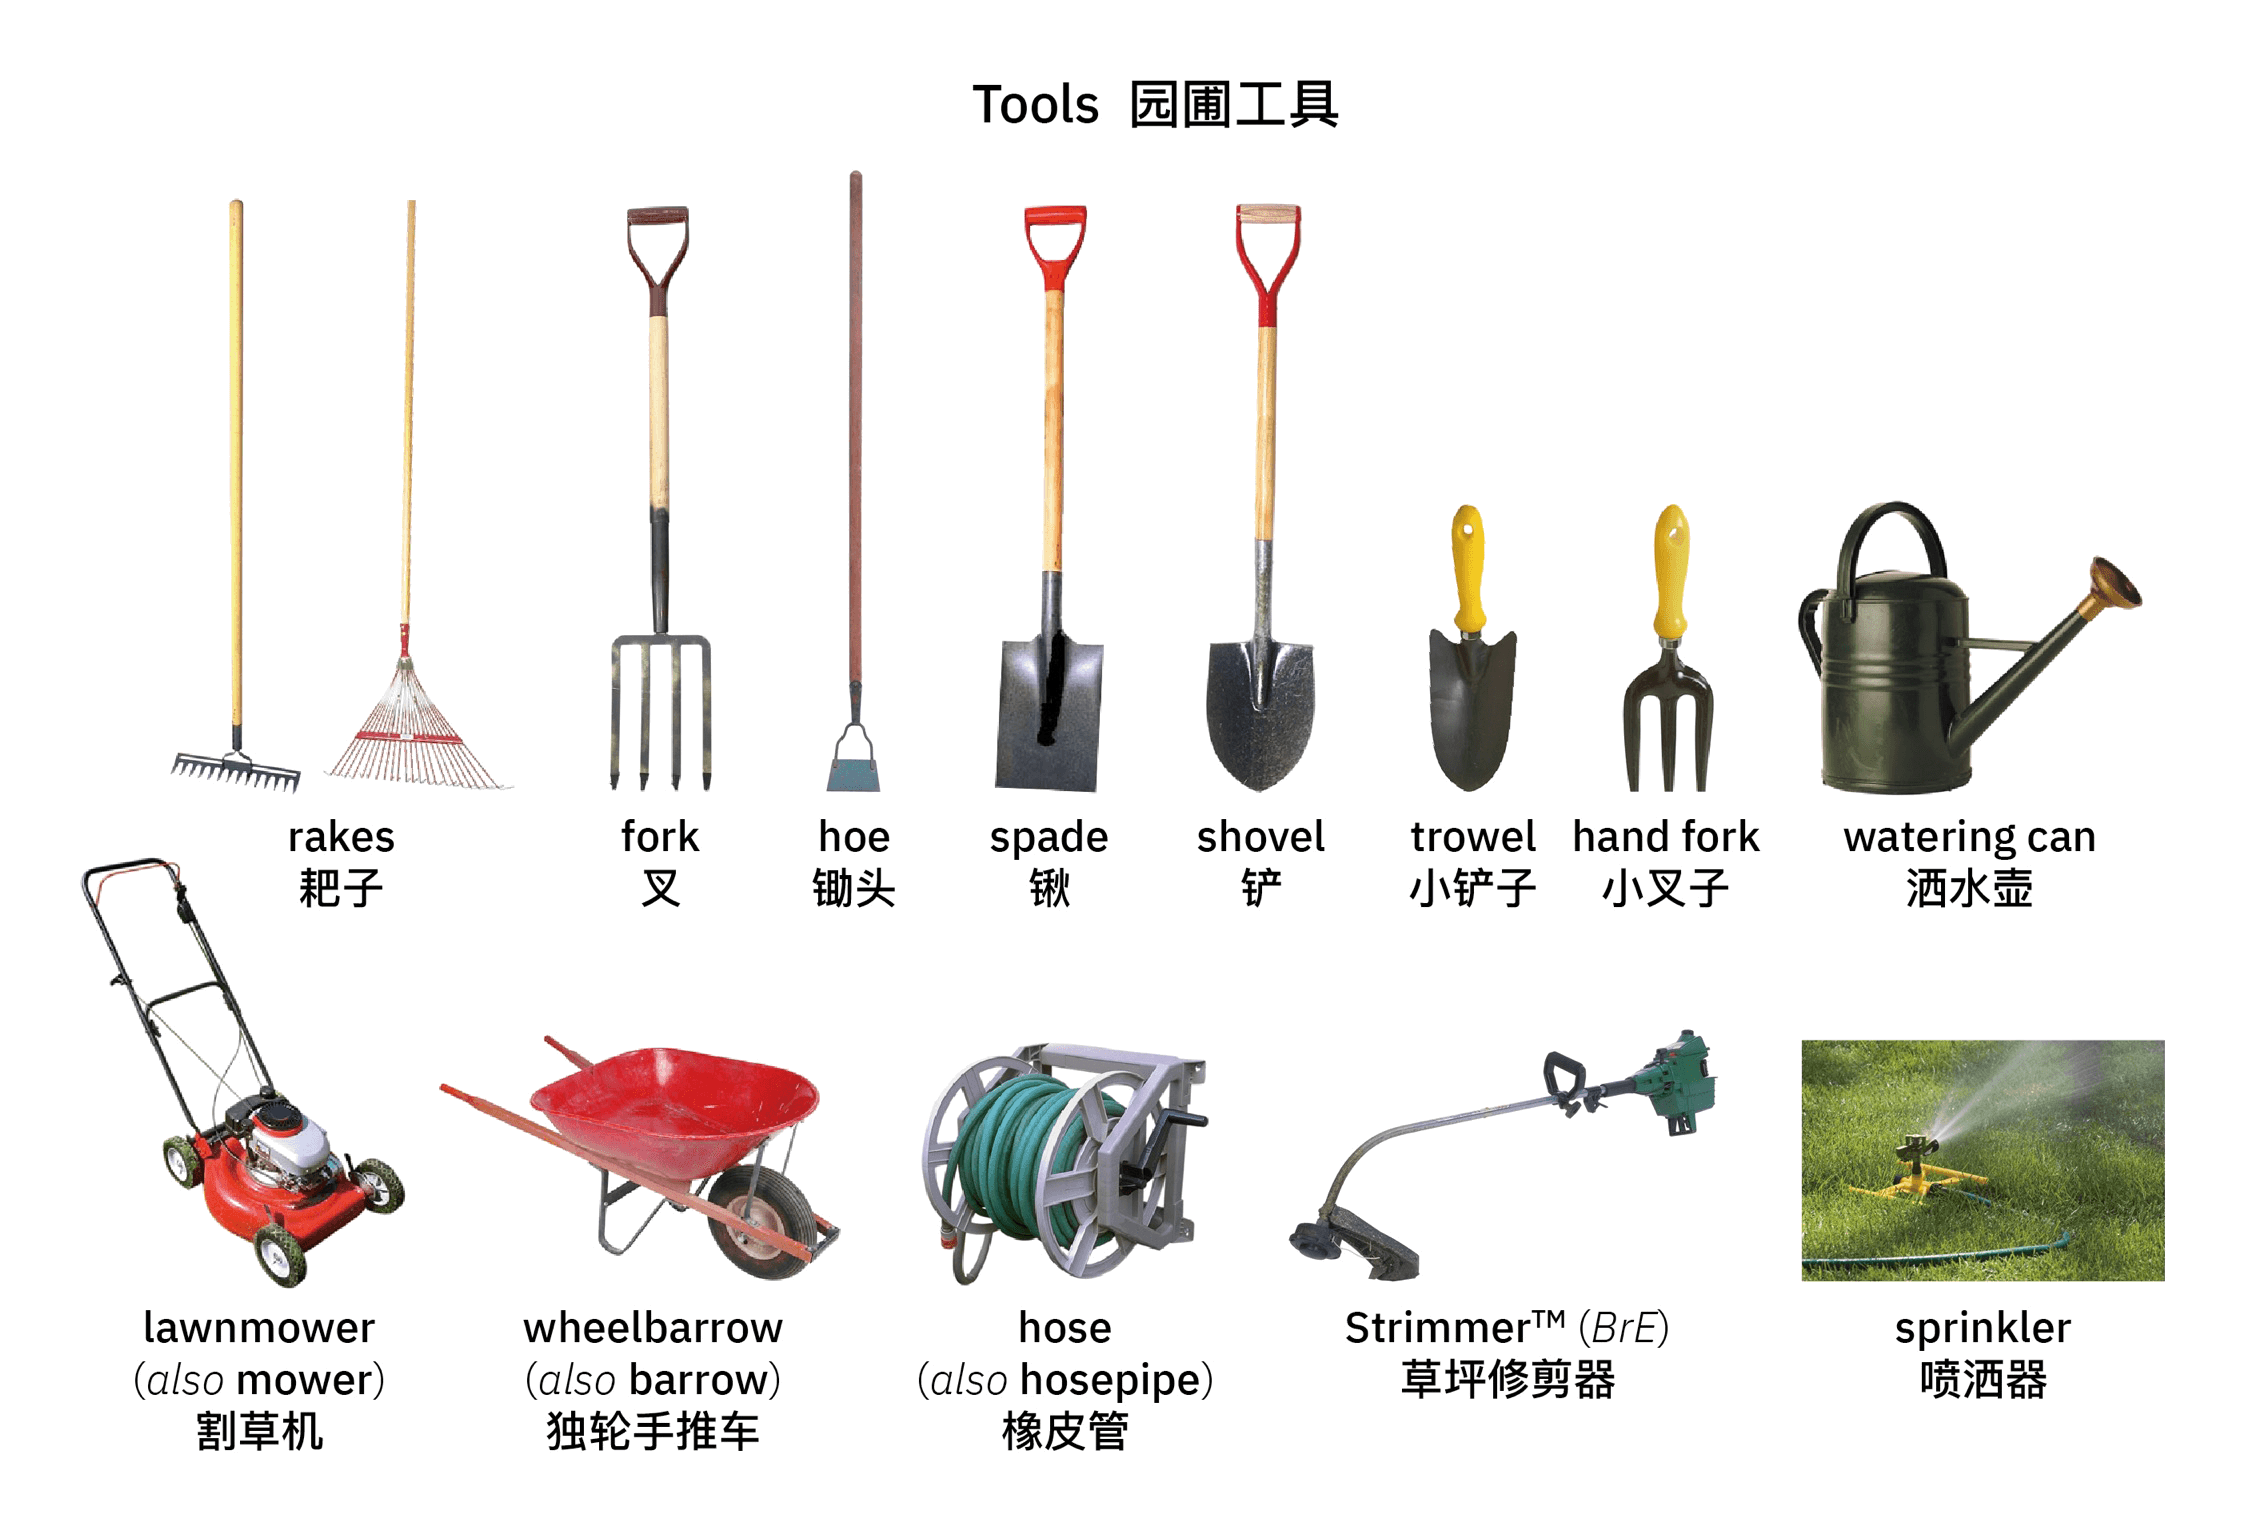 Tools 园圃工具
rakes
耙子
fork
叉
hoe
锄头
spade
锹
shovel
铲
trowel
小铲子
hand fork
小叉子
watering can
洒水壶
lawnmower
(also mower)
割草机
wheelbarrow
(also barrow)
独轮手推车
hose
(also hosepipe)
橡皮管
Strimmer™ (BrE)
草坪修剪器
sprinkler
喷洒器